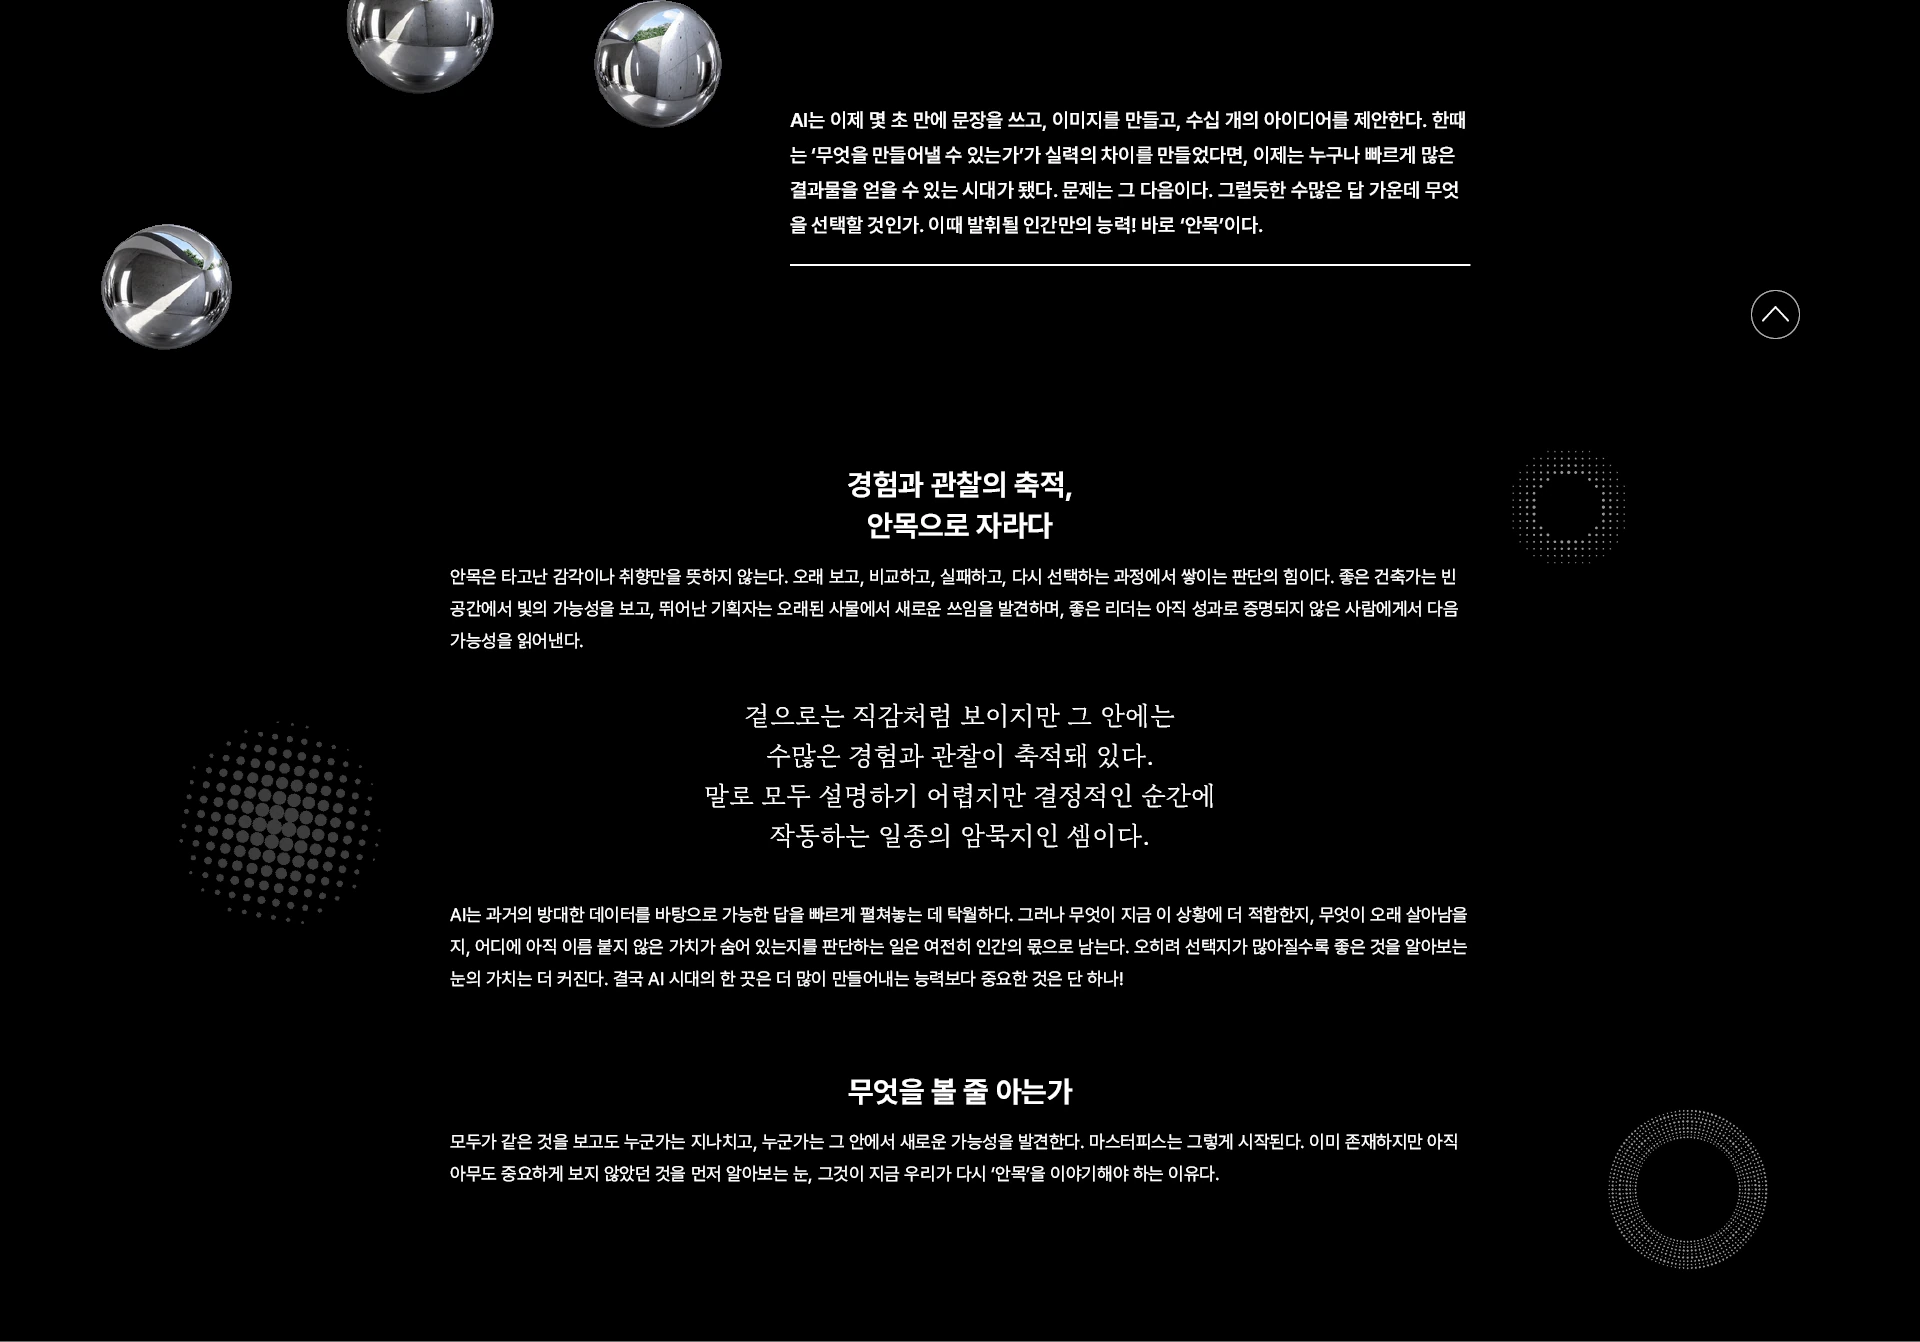 AI는 이제 몇 초 만에 문장을 쓰고, 이미지를 만들고, 수십 개의 아이디어를 제안한다. 한때
는 ‘무엇을 만들어낼 수 있는가’가 실력의 차이를 만들었다면, 이제는 누구나 빠르게 많은
결과물을 얻을 수 있는 시대가 됐다. 문제는 그 다음이다. 그럴듯한 수많은 답 가운데 무엇
을 선택할 것인가. 이때 발휘될 인간만의 능력! 바로 ‘안목’이다.
경험과 관찰의 축적,
안목으로 자라다
안목은 타고난 감각이나 취향만을 뜻하지 않는다. 오래 보고, 비교하고, 실패하고, 다시 선택하는 과정에서 쌓이는 판단의 힘이다. 좋은 건축가는 빈
공간에서 빛의 가능성을 보고, 뛰어난 기획자는 오래된 사물에서 새로운 쓰임을 발견하며, 좋은 리더는 아직 성과로 증명되지 않은 사람에게서 다음
가능성을 읽어낸다.
겉으로는 직감처럼 보이지만 그 안에는
수많은 경험과 관찰이 축적돼 있다.
말로 모두 설명하기 어렵지만 결정적인 순간에
작동하는 일종의 암묵지인 셈이다.
AI는 과거의 방대한 데이터를 바탕으로 가능한 답을 빠르게 펼쳐놓는 데 탁월하다. 그러나 무엇이 지금 이 상황에 더 적합한지, 무엇이 오래 살아남을
지, 어디에 아직 이름 붙지 않은 가치가 숨어 있는지를 판단하는 일은 여전히 인간의 몫으로 남는다. 오히려 선택지가 많아질수록 좋은 것을 알아보는
눈의 가치는 더 커진다. 결국 AI 시대의 한 끗은 더 많이 만들어내는 능력보다 중요한 것은 단 하나!
무엇을 볼 줄 아는가
모두가 같은 것을 보고도 누군가는 지나치고, 누군가는 그 안에서 새로운 가능성을 발견한다. 마스터피스는 그렇게 시작된다. 이미 존재하지만 아직
아무도 중요하게 보지 않았던 것을 먼저 알아보는 눈, 그것이 지금 우리가 다시 ‘안목’을 이야기해야 하는 이유다.